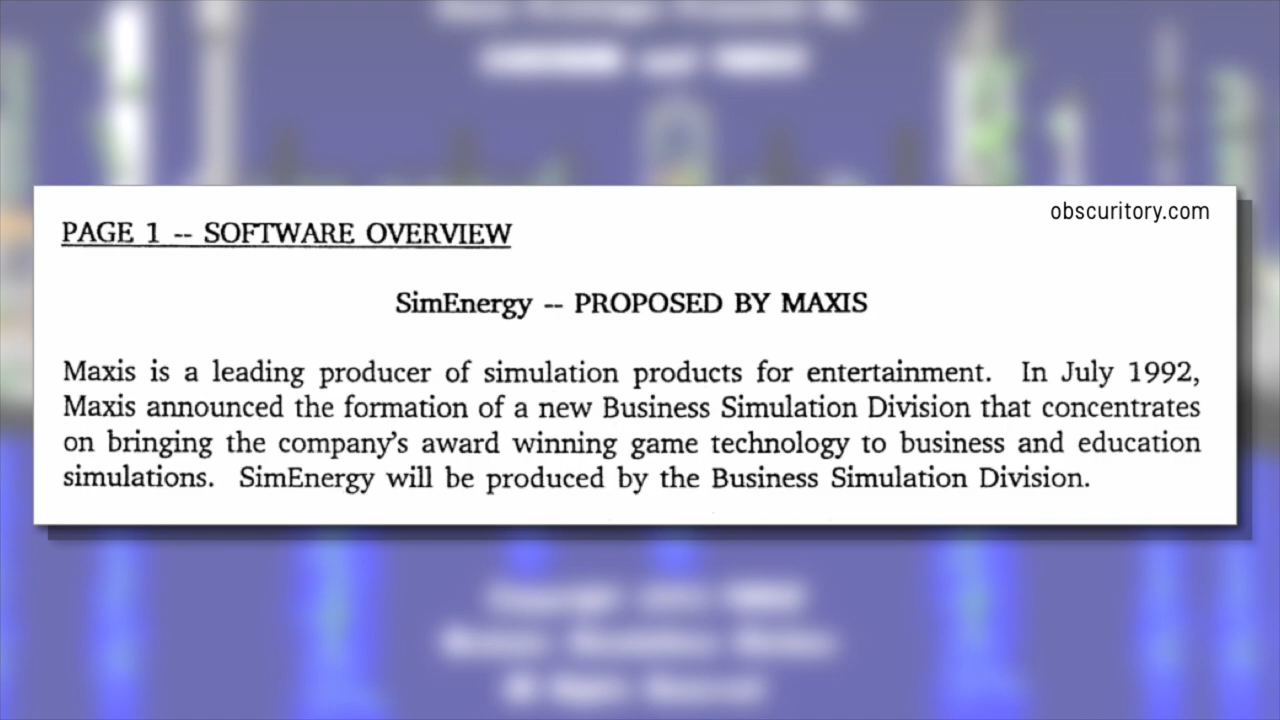 obscuritory.com
PAGE 1 -- SOFTWARE OVERVIEW
SimEnergy -- PROPOSED BY MAXIS
Maxis is a leading producer of simulation products for entertainment. In July 1992,
Maxis announced the formation of a new Business Simulation Division that concentrates
on bringing the company's award winning game technology to business and education
simulations. SimEnergy will be produced by the Business Simulation Division.